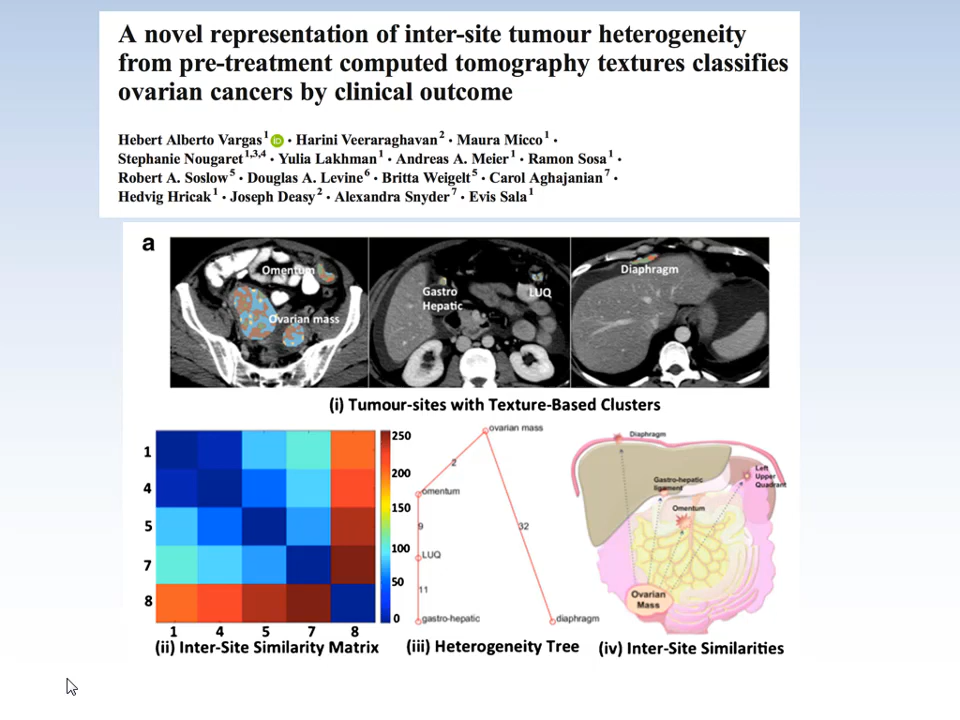 A novel representation of inter-site tumour heterogeneity
from pre-treatment computed tomography textures classifies
ovarian cancers by clinical outcome
Hebert Alberto Vargas1 iD · Harini Veeraraghavan2 · Maura Micco1 ·
Stephanie Nougaret1,3,4 · Yulia Lakhman1 · Andreas A. Meier1 · Ramon Sosa1 ·
Robert A. Soslow5 · Douglas A. Levine6 · Britta Weigelt5 · Carol Aghajanian7 ·
Hedvig Hricak1 · Joseph Deasy2 · Alexandra Snyder7 · Evis Sala1
a
Omentum
Ovarian mass
Gastro
Hepatic
LUQ
Diaphragm
(i) Tumour-sites with Texture-Based Clusters
1
4
5
7
8
1 4 5 7 8
250
200
150
100
50
0
(ii) Inter-Site Similarity Matrix
ovarian mass
2
omentum
9
32
LUQ
11
gastro-hepatic
diaphragm
(iii) Heterogeneity Tree
Diaphragm
Left
Upper
Quadrant
Gastro-hepatic
ligament
Omentum
Ovarian
Mass
(iv) Inter-Site Similarities